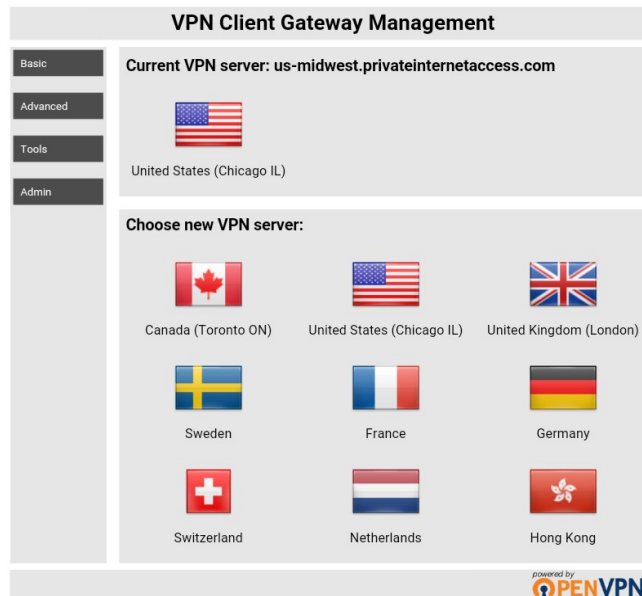 VPN Client Gateway Management
Basic
Advanced
Tools
Admin
Current VPN server: us-midwest.privateinternetaccess.com
United States (Chicago IL)
Choose new VPN server:
Canada (Toronto ON) United States (Chicago IL) United Kingdom (London)
Sweden France Germany
Switzerland Netherlands Hong Kong
powered by
OPENVPN